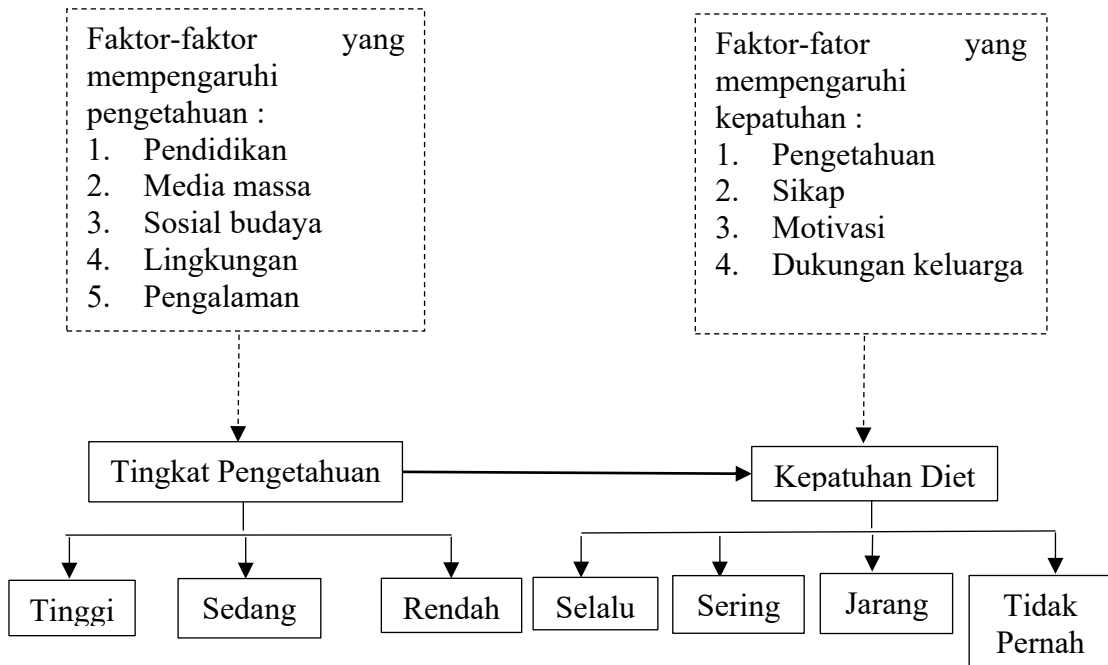 Faktor-faktor yang
mempengaruhi
pengetahuan :
1. Pendidikan
2. Media massa
3. Sosial budaya
4. Lingkungan
5. Pengalaman
Faktor-fator yang
mempengaruhi
kepatuhan :
1. Pengetahuan
2. Sikap
3. Motivasi
4. Dukungan keluarga
Tingkat Pengetahuan
Kepatuhan Diet
Tinggi
Sedang
Rendah
Selalu
Sering
Jarang
Tidak
Pernah